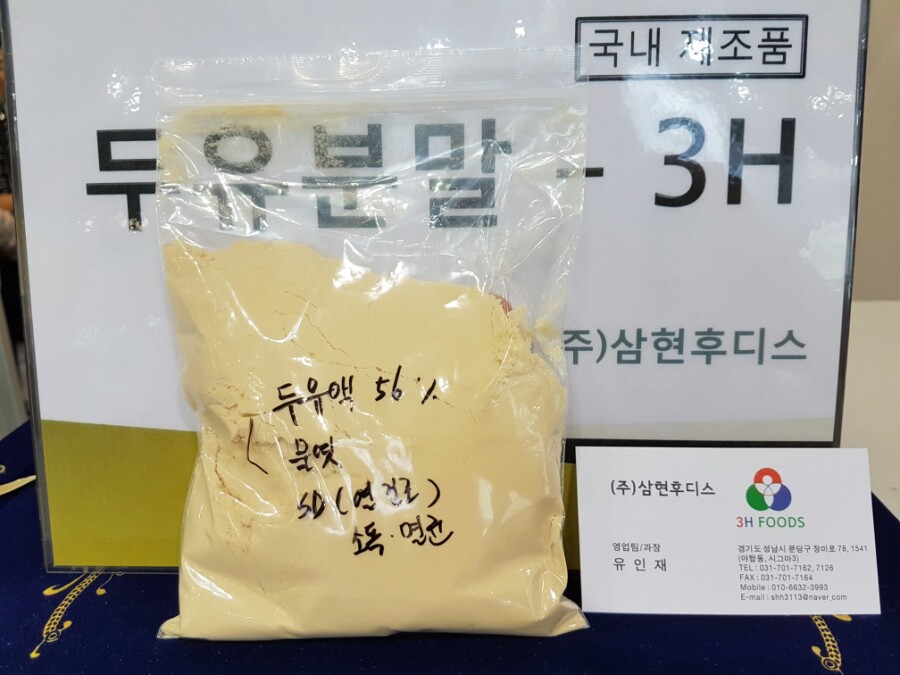 국내 제조품
두유분말 - 3H
(주)삼현후디스
두유액 56%
물엿
SD (열건조)
소독·멸균
(주)삼현후디스
3H FOODS
영업팀/과장
유인재
경기도 성남시 분당구 장미로 78, 1541
(야탑동, 시그마3)
TEL : 031-701-7162, 7126
FAX : 031-701-7164
Mobile : 010-6632-3993
E-mail : shh3113@naver.com